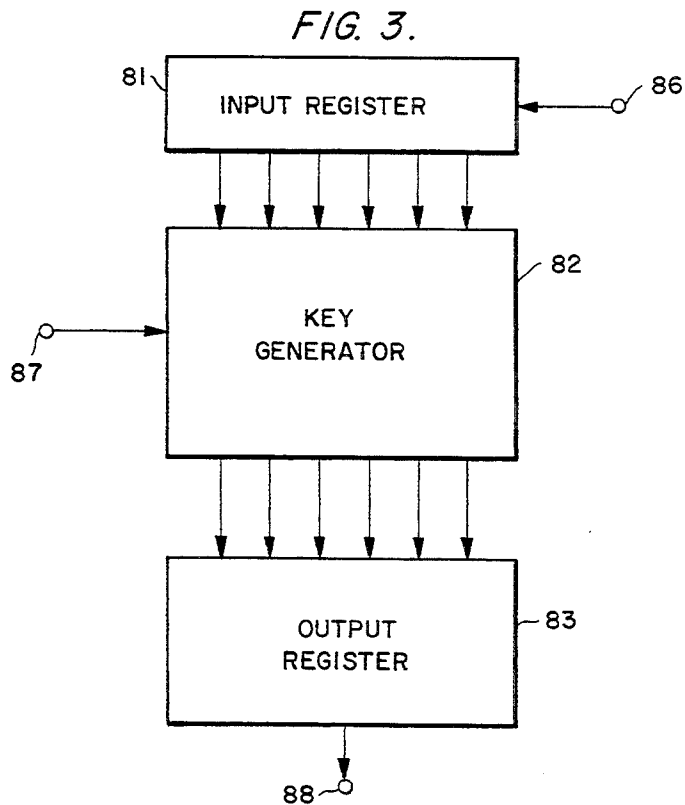 FIG. 3.
81
INPUT REGISTER
86
82
KEY
GENERATOR
87
OUTPUT
REGISTER
83
88